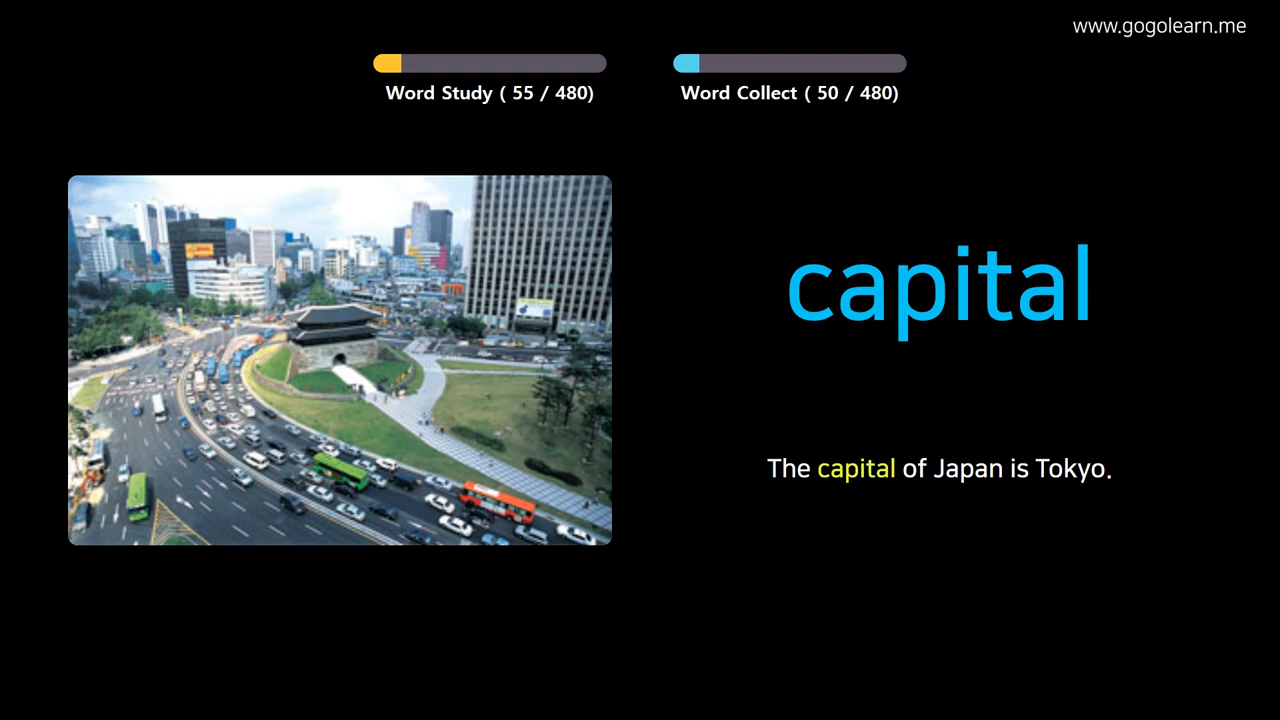 www.gogolearn.me
Word Study ( 55 / 480)
Word Collect ( 50 / 480)
capital
The capital of Japan is Tokyo.